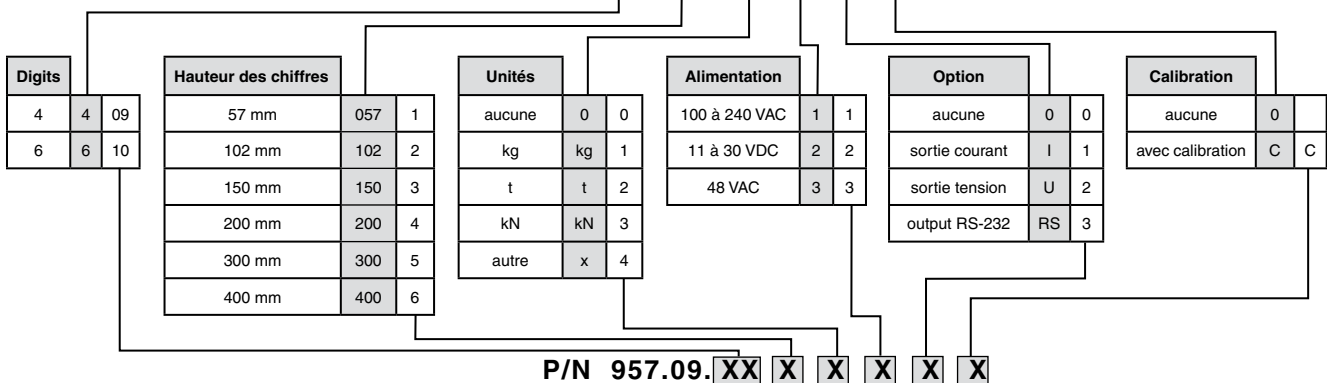 Digits
4 4 09
6 6 10
Hauteur des chiffres
57 mm 057 1
102 mm 102 2
150 mm 150 3
200 mm 200 4
300 mm 300 5
400 mm 400 6
Unités
aucune 0 0
kg kg 1
t t 2
kN kN 3
autre x 4
Alimentation
100 à 240 VAC 1 1
11 à 30 VDC 2 2
48 VAC 3 3
Option
aucune 0 0
sortie courant I 1
sortie tension U 2
output RS-232 RS 3
Calibration
aucune 0
avec calibration C C
P/N 957.09. XX X X X X X